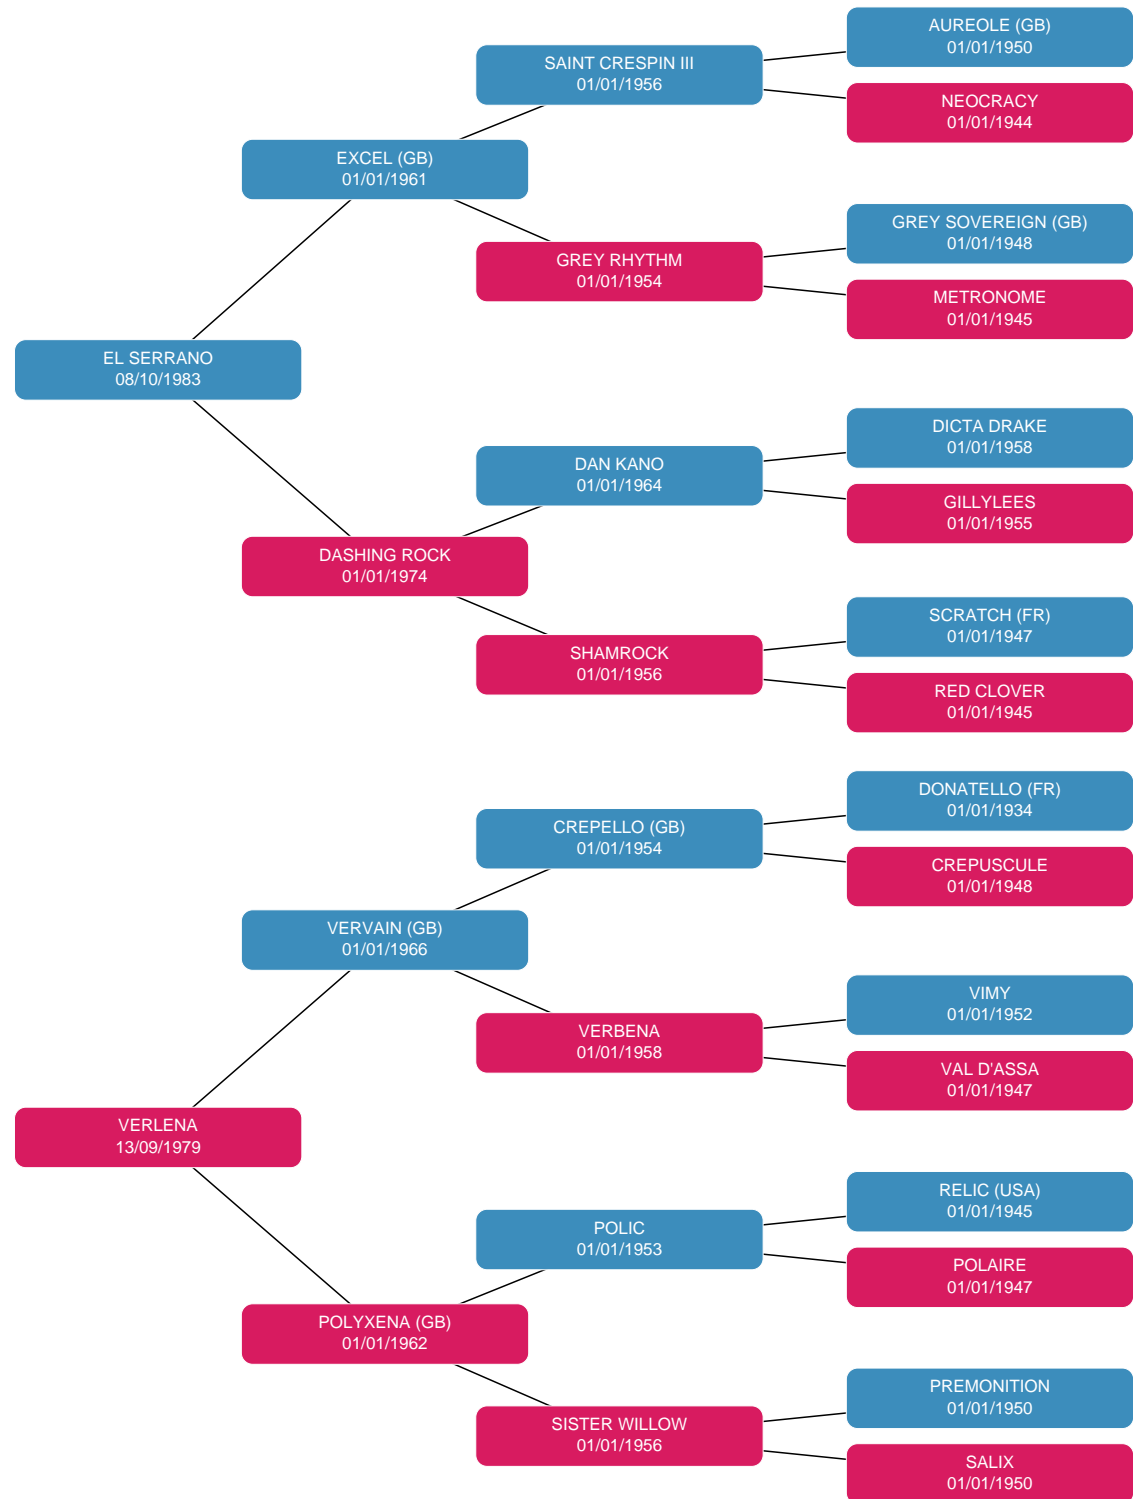 AUREOLE (GB)
01/01/1950
SAINT CRESPIN III
01/01/1956
NEOCRACY
01/01/1944
EXCEL (GB)
01/01/1961
GREY SOVEREIGN (GB)
01/01/1948
GREY RHYTHM
01/01/1954
METRONOME
01/01/1945
EL SERRANO
08/10/1983
DICTA DRAKE
01/01/1958
DAN KANO
01/01/1964
GILLYLEES
01/01/1955
DASHING ROCK
01/01/1974
SCRATCH (FR)
01/01/1947
SHAMROCK
01/01/1956
RED CLOVER
01/01/1945
DONATELLO (FR)
01/01/1934
CREPELLO (GB)
01/01/1954
CREPUSCULE
01/01/1948
VERVAIN (GB)
01/01/1966
VIMY
01/01/1952
VERBENA
01/01/1958
VAL D'ASSA
01/01/1947
VERLENA
13/09/1979
RELIC (USA)
01/01/1945
POLIC
01/01/1953
POLAIRE
01/01/1947
POLYXENA (GB)
01/01/1962
PREMONITION
01/01/1950
SISTER WILLOW
01/01/1956
SALIX
01/01/1950